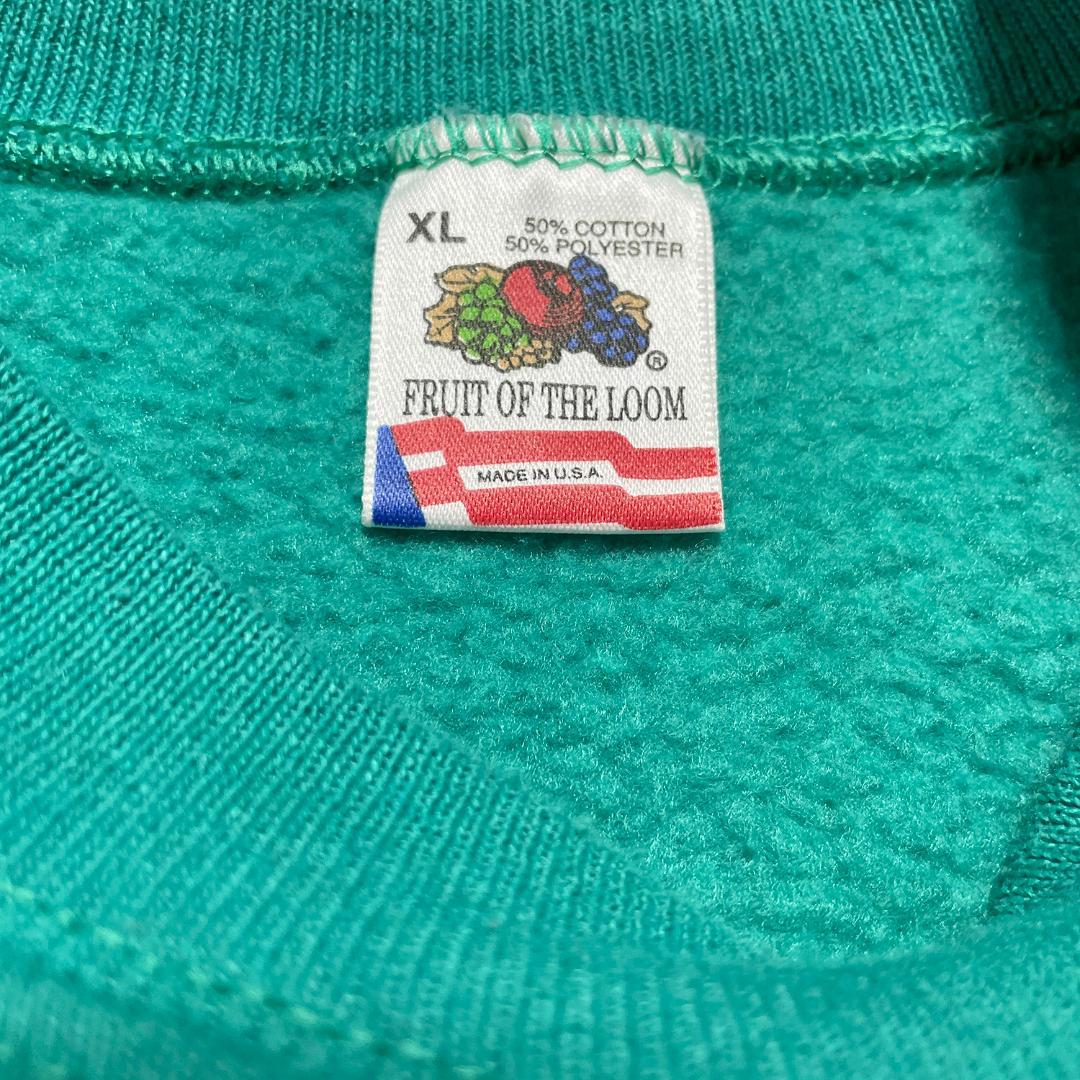 XL
50% COTTON
50% POLYESTER
®
FRUIT OF THE LOOM
MADE IN U.S.A.